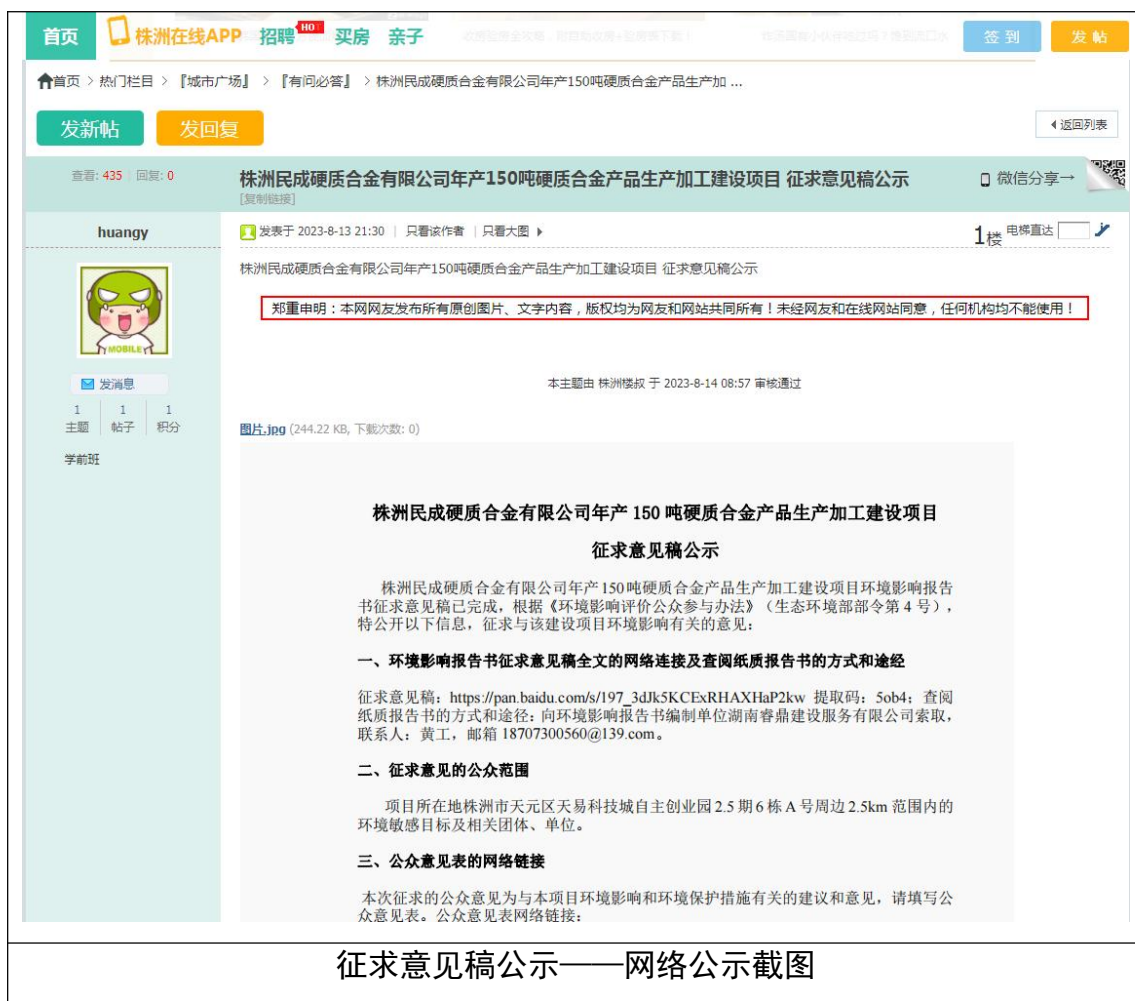 首页
株洲在线APP
招聘
HOT
买房
亲子
签 到
发 帖
首页 > 热门栏目 > 『城市广场』 > 『有问必答』 > 株洲民成硬质合金有限公司年产150吨硬质合金产品生产加 ...
发新帖
发回复
返回列表
查看: 435 | 回复: 0
株洲民成硬质合金有限公司年产150吨硬质合金产品生产加工建设项目 征求意见稿公示
[复制链接]
微信分享→
huangy
发表于 2023-8-13 21:30 | 只看该作者 | 只看大图
1楼
电梯直达
株洲民成硬质合金有限公司年产150吨硬质合金产品生产加工建设项目 征求意见稿公示
郑重申明：本网网友发布所有原创图片、文字内容，版权均为网友和网站共同所有！未经网友和在线网站同意，任何机构均不能使用！
MOBILE
发消息
本主题由 株洲楼叔 于 2023-8-14 08:57 审核通过
1 1 1
主题 帖子 积分
图片.jpg (244.22 KB, 下载次数: 0)
学前班
株洲民成硬质合金有限公司年产 150 吨硬质合金产品生产加工建设项目
征求意见稿公示
株洲民成硬质合金有限公司年产 150 吨硬质合金产品生产加工建设项目环境影响报告
书征求意见稿已完成，根据《环境影响评价公众参与办法》（生态环境部部令第 4 号），
特公开以下信息，征求与该建设项目环境影响有关的意见：
一、环境影响报告书征求意见稿全文的网络连接及查阅纸质报告书的方式和途经
征求意见稿：https://pan.baidu.com/s/197_3dJk5KCExRHAXHaP2kw 提取码：5ob4；查阅
纸质报告书的方式和途径：向环境影响报告书编制单位湖南睿鼎建设服务有限公司索取，
联系人：黄工，邮箱 18707300560@139.com。
二、征求意见的公众范围
项目所在地株洲市天元区天易科技城自主创业园 2.5 期 6 栋 A 号周边 2.5km 范围内的
环境敏感目标及相关团体、单位。
三、公众意见表的网络链接
本次征求的公众意见为与本项目环境影响和环境保护措施有关的建议和意见，请填写公
众意见表。公众意见表网络链接：
征求意见稿公示——网络公示截图